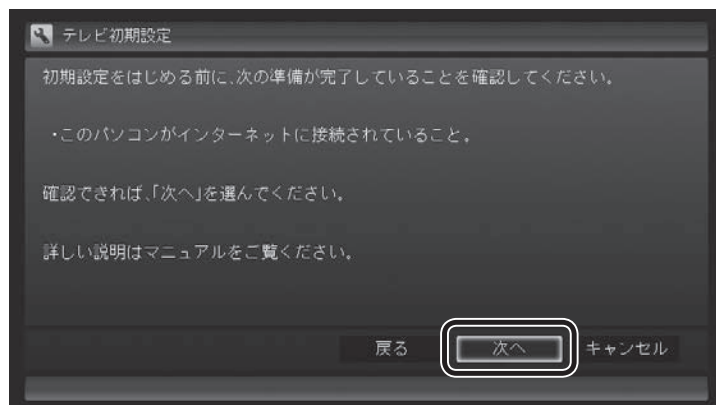 テレビ初期設定
初期設定をはじめる前に、次の準備が完了していることを確認してください。
・このパソコンがインターネットに接続されていること。
確認できれば、「次へ」を選んでください。
詳しい説明はマニュアルをご覧ください。
戻る 次へ キャンセル